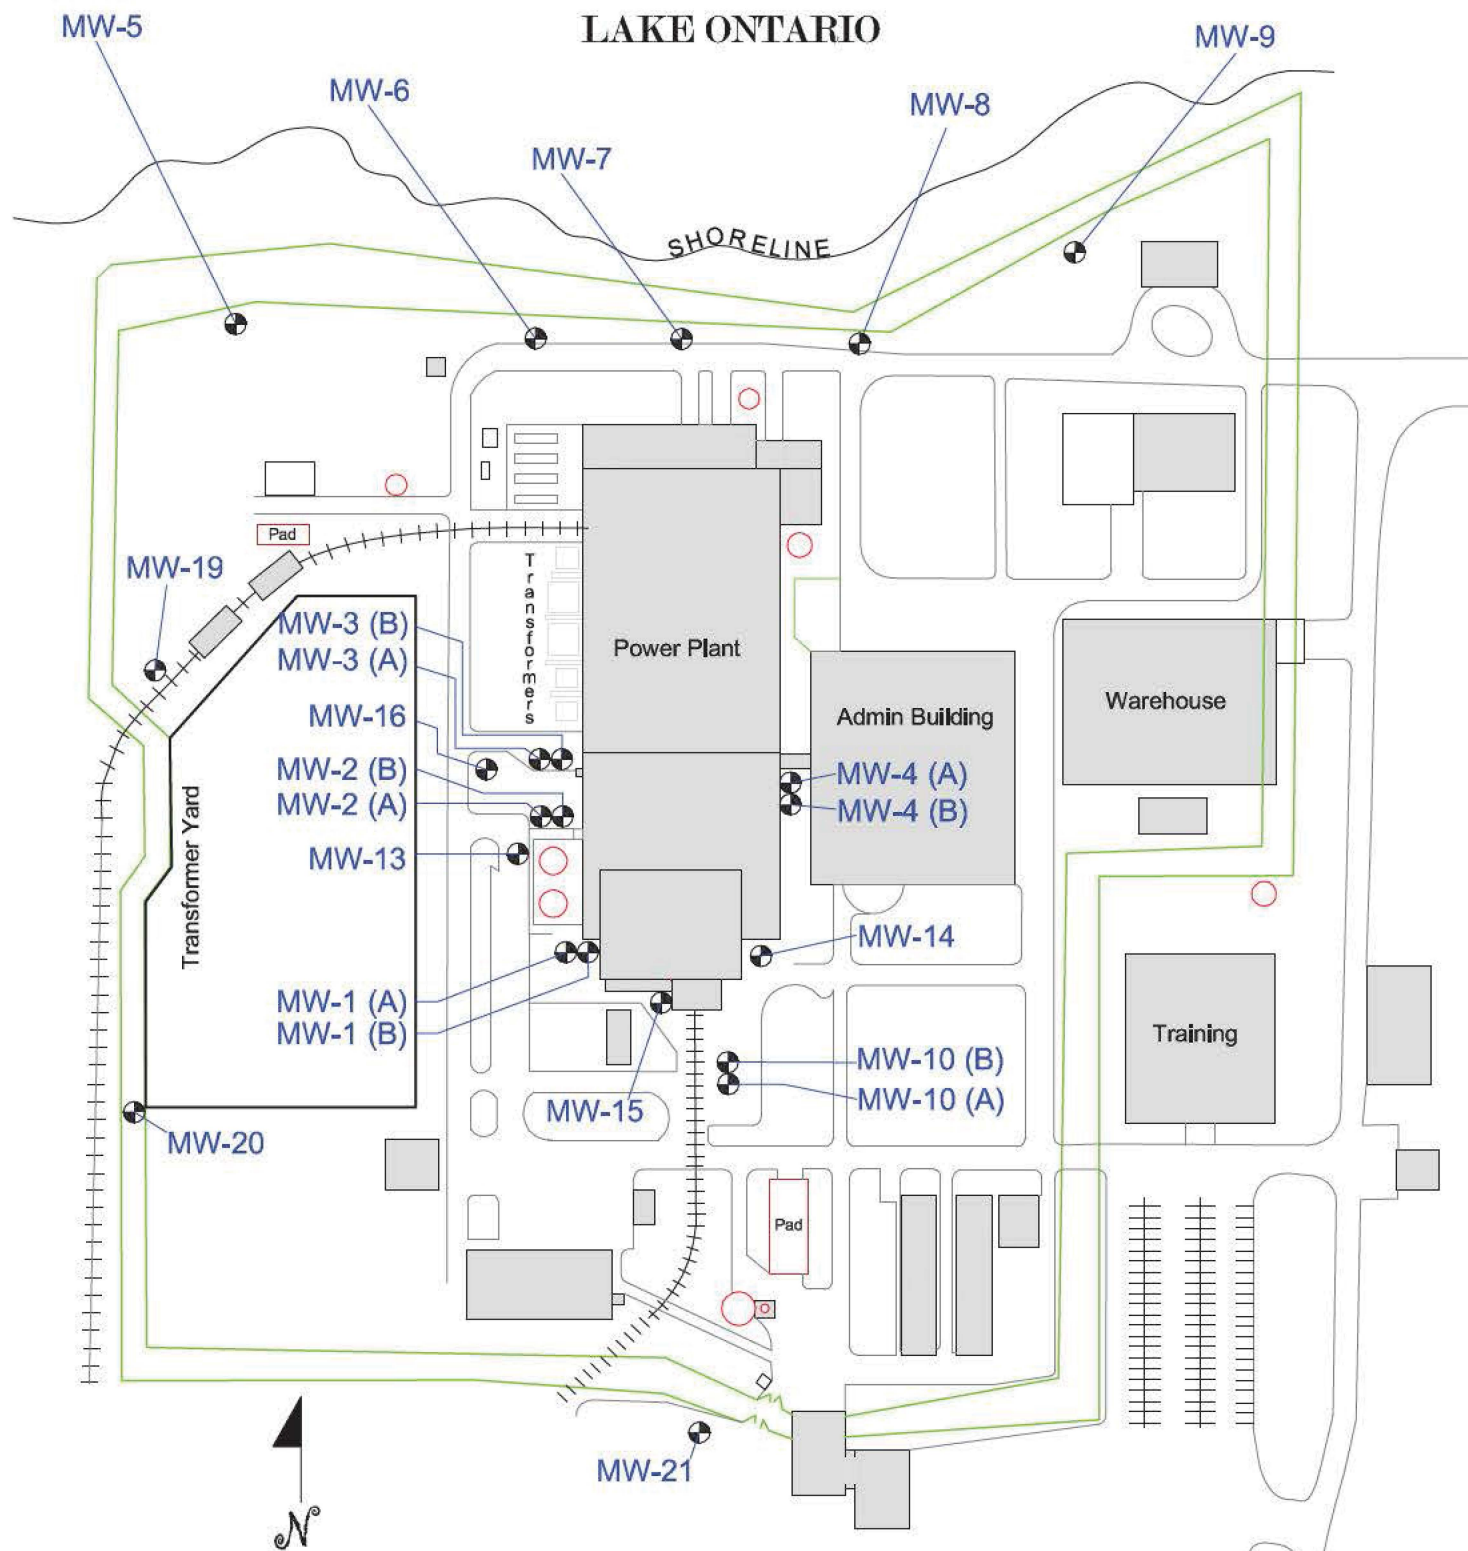 LAKE ONTARIO
MW-5
MW-9
MW-6
MW-8
MW-7
SHORELINE
Pad
MW-19
Transformers
MW-3 (B)
MW-3 (A)
Power Plant
MW-16
Admin Building
Warehouse
MW-2 (B)
MW-2 (A)
MW-4 (A)
MW-4 (B)
MW-13
Transformer Yard
MW-14
MW-1 (A)
MW-1 (B)
Training
MW-10 (B)
MW-10 (A)
MW-15
MW-20
Pad
MW-21
N